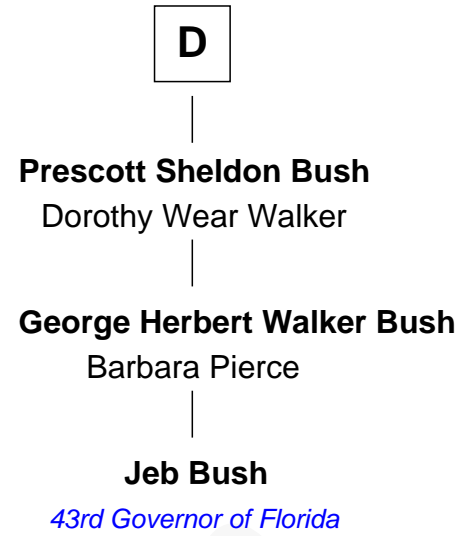 D
Prescott Sheldon Bush
Dorothy Wear Walker
George Herbert Walker Bush
Barbara Pierce
Jeb Bush
43rd Governor of Florida